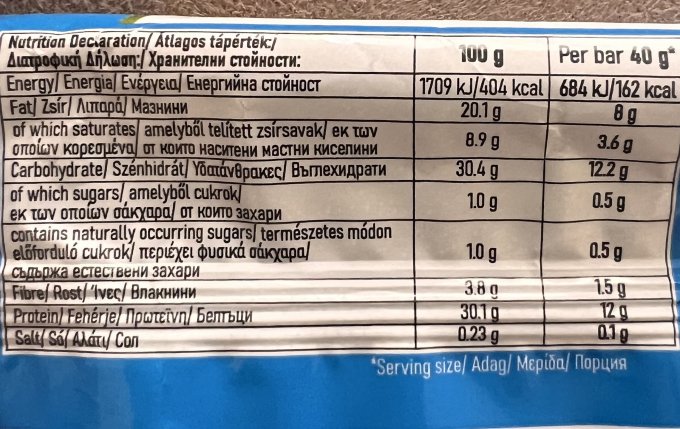 Nutrition Declaration/ Átlagos tápérték:/
Διατροφική Δήλωση:/ Хранителни стойности:
100 g
Per bar 40 g*
Energy/ Energia/ Ενέργεια/ Енергийна стойност
1709 kJ/404 kcal
684 kJ/162 kcal
Fat/ Zsír/ Λιπαρά/ Мазнини
20.1 g
8 g
of which saturates/ amelyből telített zsírsavak/ εκ των
οποίων κορεσμένα/ от които наситени мастни киселини
8.9 g
3.6 g
Carbohydrate/ Szénhidrát/ Υδατάνθρακες/ Въглехидрати
30.4 g
12.2 g
of which sugars/ amelyből cukrok/
εκ των οποίων σάκχαρα/ от които захари
1.0 g
0.5 g
contains naturally occurring sugars/ természetes módon
előforduló cukrok/ περιέχει φυσικά σάκχαρα/
съдържа естествени захари
1.0 g
0.5 g
Fibre/ Rost/ Ίνες/ Влакнини
3.8 g
1.5 g
Protein/ Fehérje/ Πρωτεΐνη/ Белтъци
30.1 g
12 g
Salt/ Só/ Αλάτι/ Сол
0.23 g
0.1 g
*Serving size/ Adag/ Μερίδα/ Порция